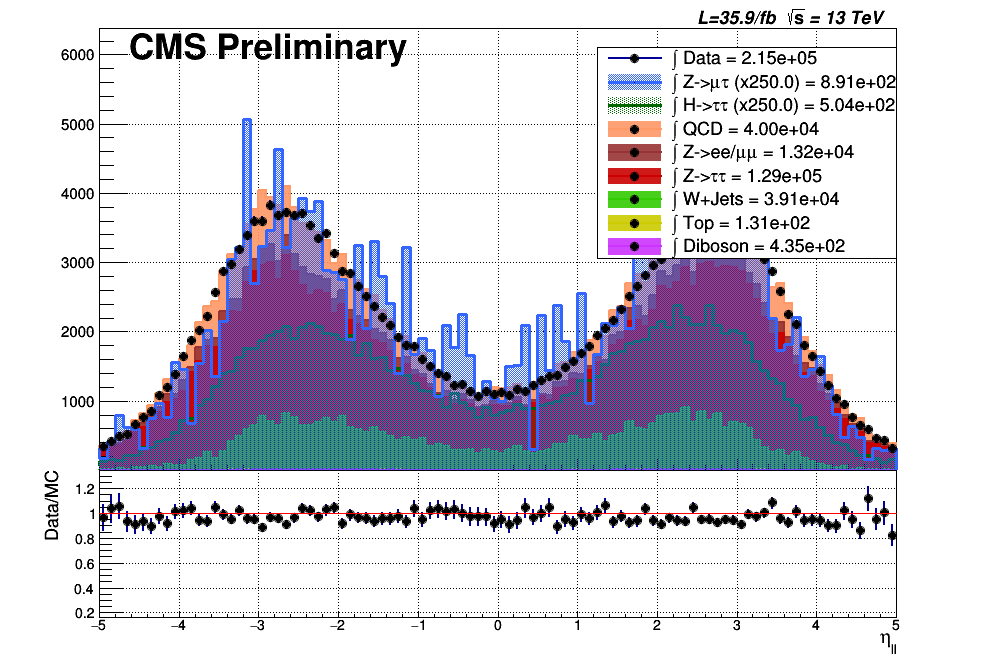 L=35.9/fb √s = 13 TeV
CMS Preliminary
∫ Data = 2.15e+05
∫ Z->μτ (x250.0) = 8.91e+02
∫ H->ττ (x250.0) = 5.04e+02
∫ QCD = 4.00e+04
∫ Z->ee/μμ = 1.32e+04
∫ Z->ττ = 1.29e+05
∫ W+Jets = 3.91e+04
∫ Top = 1.31e+02
∫ Diboson = 4.35e+02
6000
5000
4000
3000
2000
1000
Data/MC
1.2
1
0.8
0.6
0.4
0.2
−5 −4 −3 −2 −1 0 1 2 3 4 5
η_ll